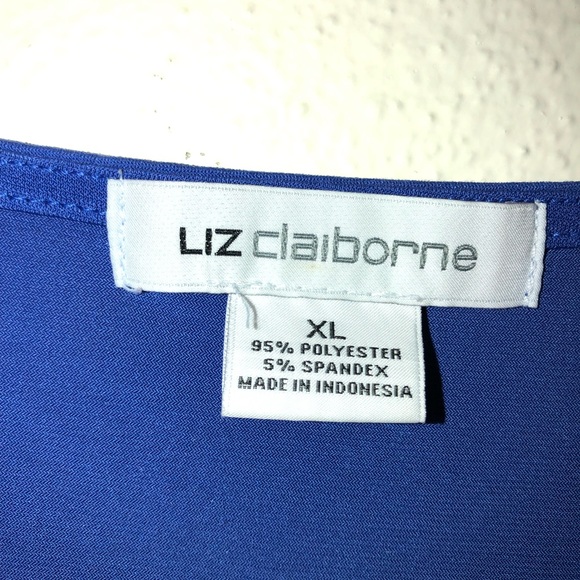 LIZ claiborne
XL
95% POLYESTER
5% SPANDEX
MADE IN INDONESIA